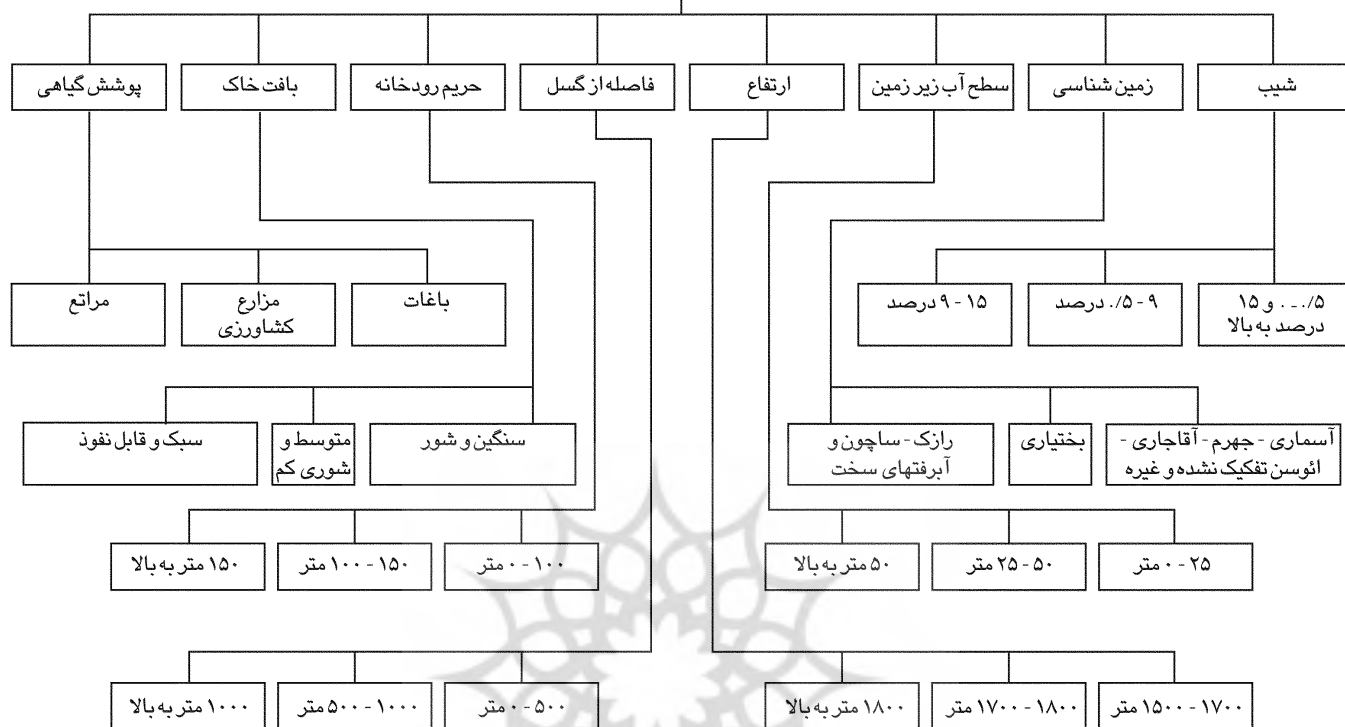 شیب
زمین شناسی
سطح آب زیر زمین
ارتفاع
فاصله از گسل
حریم رودخانه
بافت خاک
پوشش گیاهی
۰ ـ ۰/۵ و ۱۵
درصد به بالا
۰/۵ - ۹ درصد
۹ - ۱۵ درصد
باغات
مزارع
کشاورزی
مراتع
آسماری - جهرم - آقاجاری -
ائوسن تفکیک نشده و غیره
بختیاری
رازک - ساچون و
آبرفتهای سخت
سنگین و شور
متوسط و
شوری کم
سبک و قابل نفوذ
۰ - ۲۵ متر
۲۵ - ۵۰ متر
۵۰ متر به بالا
۰ - ۱۰۰ متر
۱۰۰ - ۱۵۰ متر
۱۵۰ متر به بالا
۱۵۰۰ - ۱۷۰۰ متر
۱۷۰۰ - ۱۸۰۰ متر
۱۸۰۰ متر به بالا
۰ - ۵۰۰ متر
۵۰۰ - ۱۰۰۰ متر
۱۰۰۰ متر به بالا